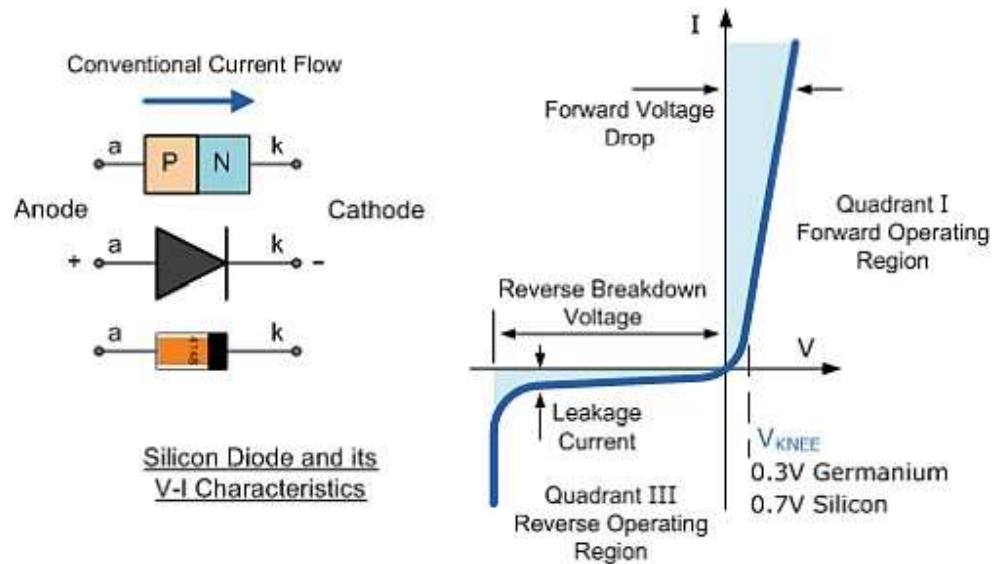 Conventional Current Flow
a
P
N
k
Anode
Cathode
+
a
k
–
a
4148
k
Silicon Diode and its
V-I Characteristics
I
Forward Voltage
Drop
Quadrant I
Forward Operating
Region
Reverse Breakdown
Voltage
V
Leakage
Current
VKNEE
0.3V Germanium
0.7V Silicon
Quadrant III
Reverse Operating
Region